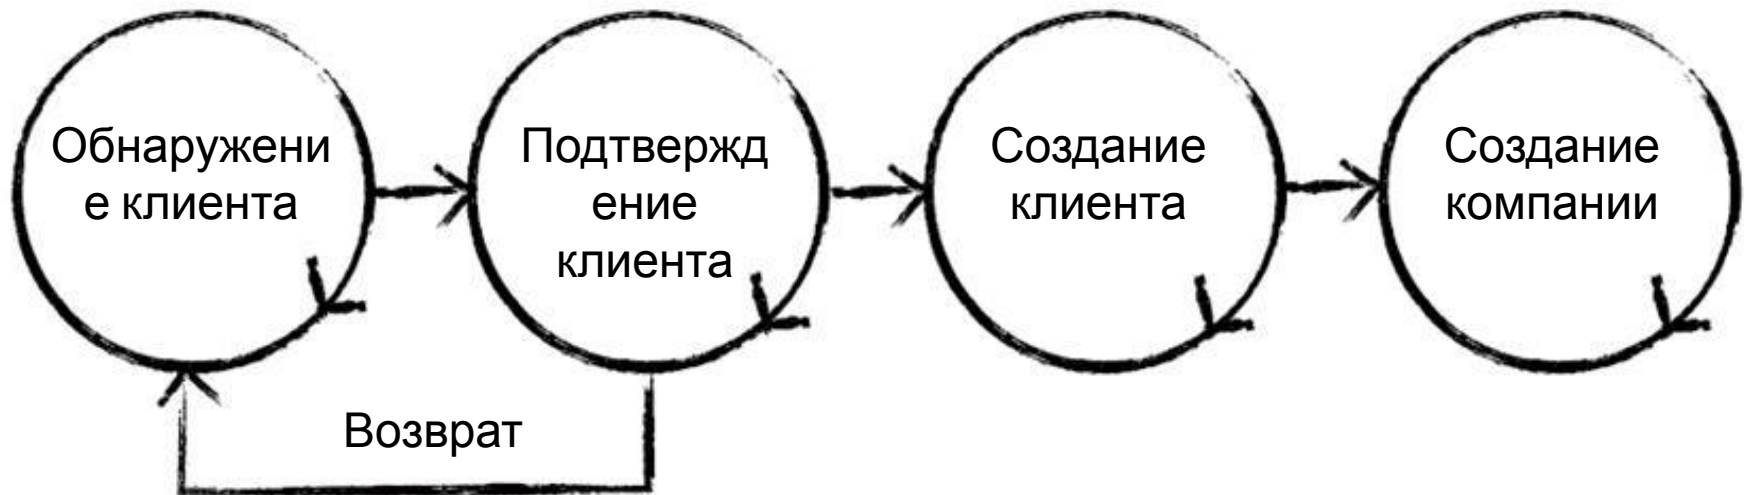 Обнаружени
е клиента
Подтвержд
ение
клиента
Создание
клиента
Создание
компании
Возврат